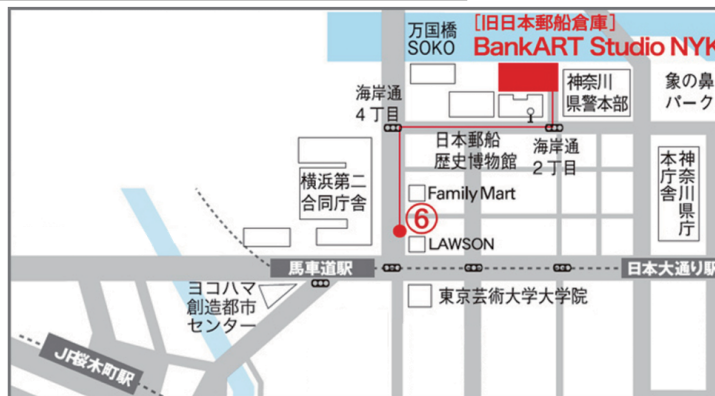 万国橋
SOKO
[旧日本郵船倉庫]
BankART Studio NYK
神奈川
県警本部
象の鼻
パーク
海岸通
4丁目
日本郵船
歴史博物館
海岸通
2丁目
横浜第二
合同庁舎
Family Mart
神奈川県庁
本庁舎
⑥
LAWSON
馬車道駅
日本大通り駅
ヨコハマ
創造都市
センター
東京芸術大学大学院
JR桜木町駅